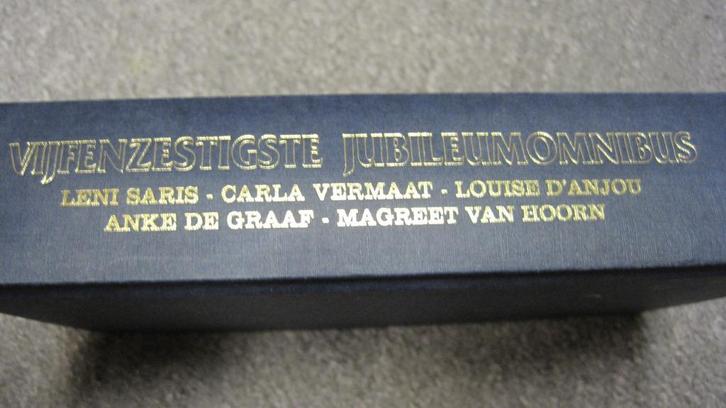 VIJFENZESTIGSTE JUBILEUMOMNIBUS
LENI SARIS - CARLA VERMAAT - LOUISE D'ANJOU
ANKE DE GRAAF - MAGREET VAN HOORN